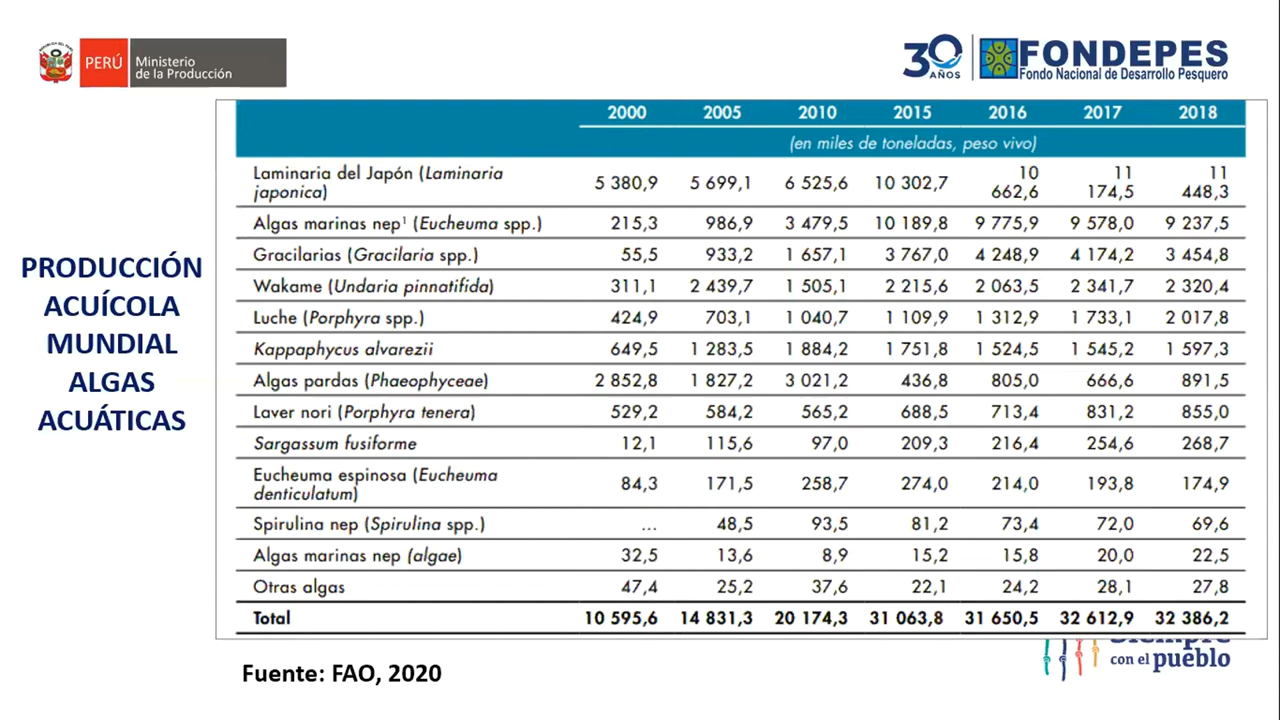 PERÚ
Ministerio
de la Producción
30
AÑOS
FONDEPES
Fondo Nacional de Desarrollo Pesquero
PRODUCCIÓN
ACUÍCOLA
MUNDIAL
ALGAS
ACUÁTICAS
2000 2005 2010 2015 2016 2017 2018
(en miles de toneladas, peso vivo)
Laminaria del Japón (Laminaria
japonica) 5 380,9 5 699,1 6 525,6 10 302,7 10 662,6 11 174,5 11 448,3
Algas marinas nep¹ (Eucheuma spp.) 215,3 986,9 3 479,5 10 189,8 9 775,9 9 578,0 9 237,5
Gracilarias (Gracilaria spp.) 55,5 933,2 1 657,1 3 767,0 4 248,9 4 174,2 3 454,8
Wakame (Undaria pinnatifida) 311,1 2 439,7 1 505,1 2 215,6 2 063,5 2 341,7 2 320,4
Luche (Porphyra spp.) 424,9 703,1 1 040,7 1 109,9 1 312,9 1 733,1 2 017,8
Kappaphycus alvarezii 649,5 1 283,5 1 884,2 1 751,8 1 524,5 1 545,2 1 597,3
Algas pardas (Phaeophyceae) 2 852,8 1 827,2 3 021,2 436,8 805,0 666,6 891,5
Laver nori (Porphyra tenera) 529,2 584,2 565,2 688,5 713,4 831,2 855,0
Sargassum fusiforme 12,1 115,6 97,0 209,3 216,4 254,6 268,7
Eucheuma espinosa (Eucheuma
denticulatum) 84,3 171,5 258,7 274,0 214,0 193,8 174,9
Spirulina nep (Spirulina spp.) ... 48,5 93,5 81,2 73,4 72,0 69,6
Algas marinas nep (algae) 32,5 13,6 8,9 15,2 15,8 20,0 22,5
Otras algas 47,4 25,2 37,6 22,1 24,2 28,1 27,8
Total 10 595,6 14 831,3 20 174,3 31 063,8 31 650,5 32 612,9 32 386,2
con el pueblo
Fuente: FAO, 2020